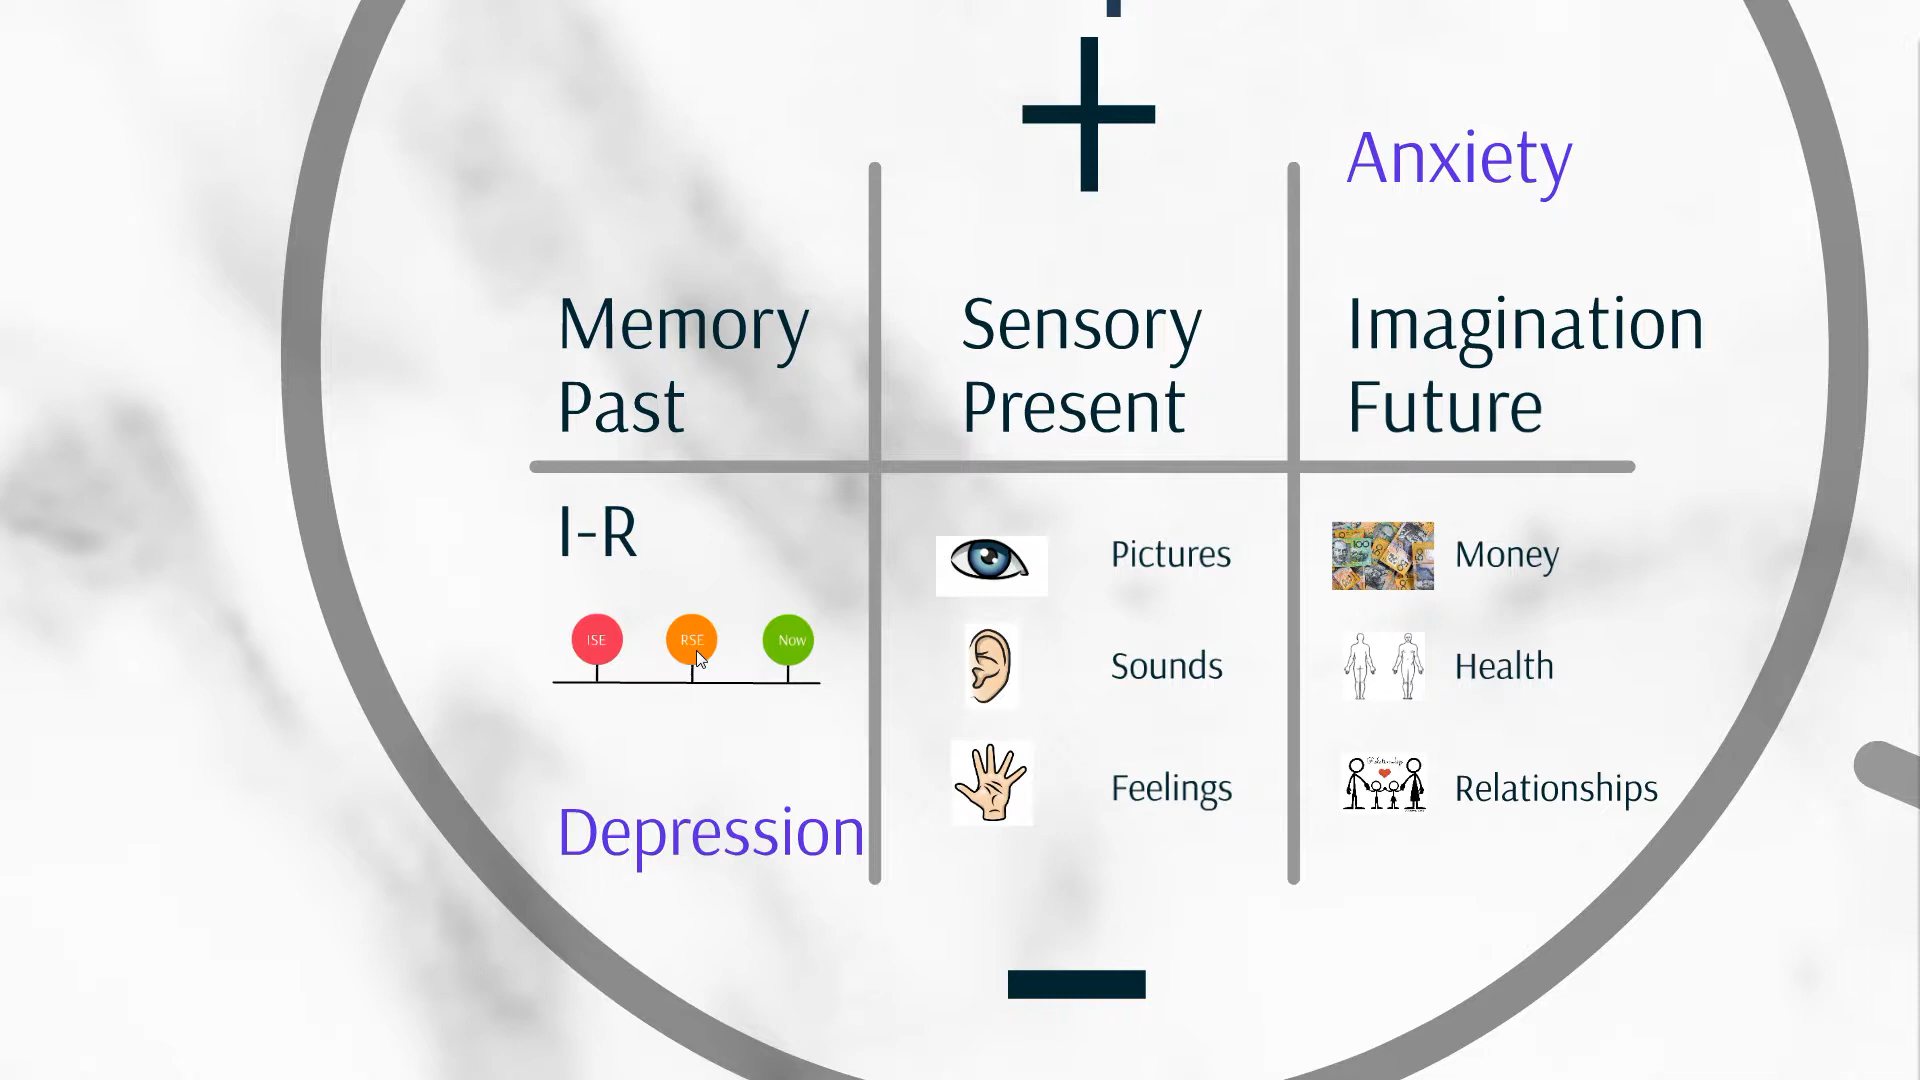 Anxiety
Memory
Past
Sensory
Present
Imagination
Future
I-R
ISE
RSE
Now
Depression
Pictures
Sounds
Feelings
Money
Health
Relationships